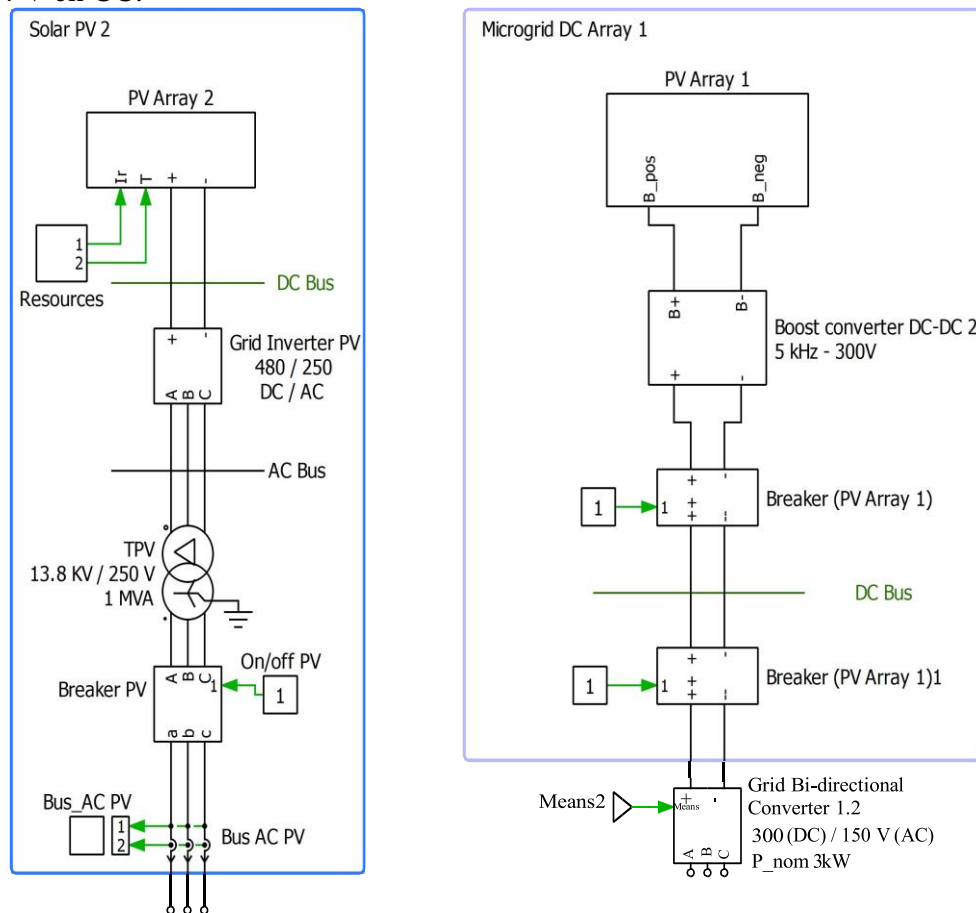 Solar PV 2
PV Array 2
Ir
T
+
-
1
2
Resources
DC Bus
+
-
Grid Inverter PV
480 / 250
DC / AC
A
B
C
AC Bus
TPV
13.8 KV / 250 V
1 MVA
On/off PV
A
B
C
1
1
Breaker PV
a
b
c
Bus_AC PV
1
2
Bus AC PV
Microgrid DC Array 1
PV Array 1
B_pos
B_neg
B+
B-
Boost converter DC-DC 2
5 kHz - 300V
+
-
1
1
+
-
+
+
--
Breaker (PV Array 1)
DC Bus
1
1
+
-
+
+
--
Breaker (PV Array 1)1
Means2
+
-
Means
A
B
C
Grid Bi-directional
Converter 1.2
300 (DC) / 150 V (AC)
P_nom 3kW